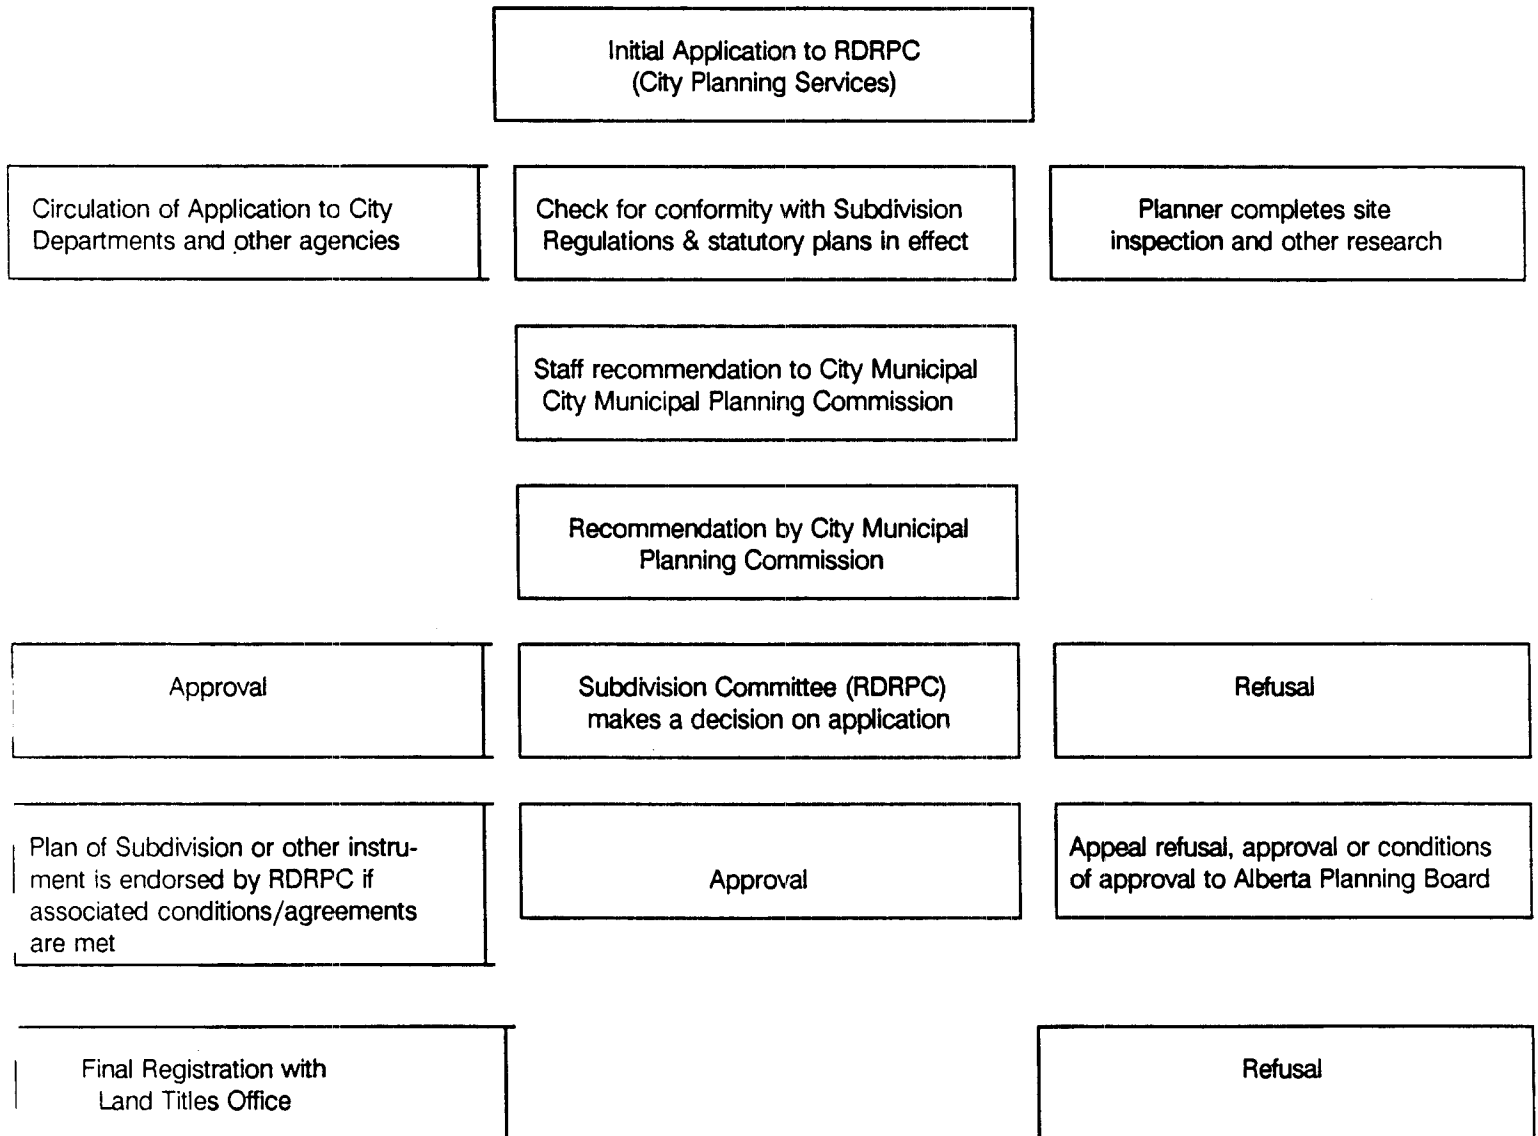 Initial Application to RDRPC
(City Planning Services)
Circulation of Application to City
Departments and other agencies
Check for conformity with Subdivision
Regulations & statutory plans in effect
Planner completes site
inspection and other research
Staff recommendation to City Municipal
City Municipal Planning Commission
Recommendation by City Municipal
Planning Commission
Approval
Subdivision Committee (RDRPC)
makes a decision on application
Refusal
Plan of Subdivision or other instru-
ment is endorsed by RDRPC if
associated conditions/agreements
are met
Approval
Appeal refusal, approval or conditions
of approval to Alberta Planning Board
Final Registration with
Land Titles Office
Refusal